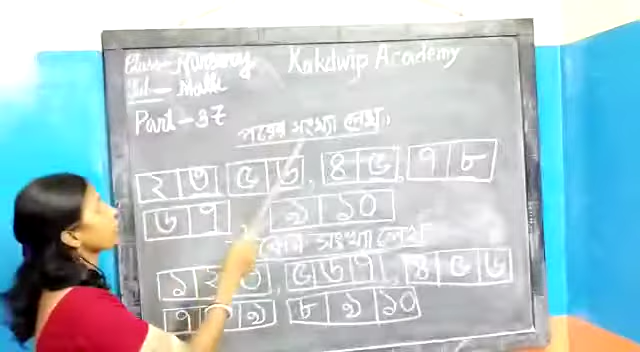 Class - Nursery Kakdwip Academy
Sub - Math
Part - 37
পরের সংখ্যা লেখ।
২ ৩ ৫ ৬, ৪ ৫, ৭ ৮
৬ ৭, ৯ ১০
সংখ্যা লেখ
১ ২ ৩, ৫ ৬ ৭, ৪ ৫ ৬
৭ ৮ ৯ ৮ ৯ ১০